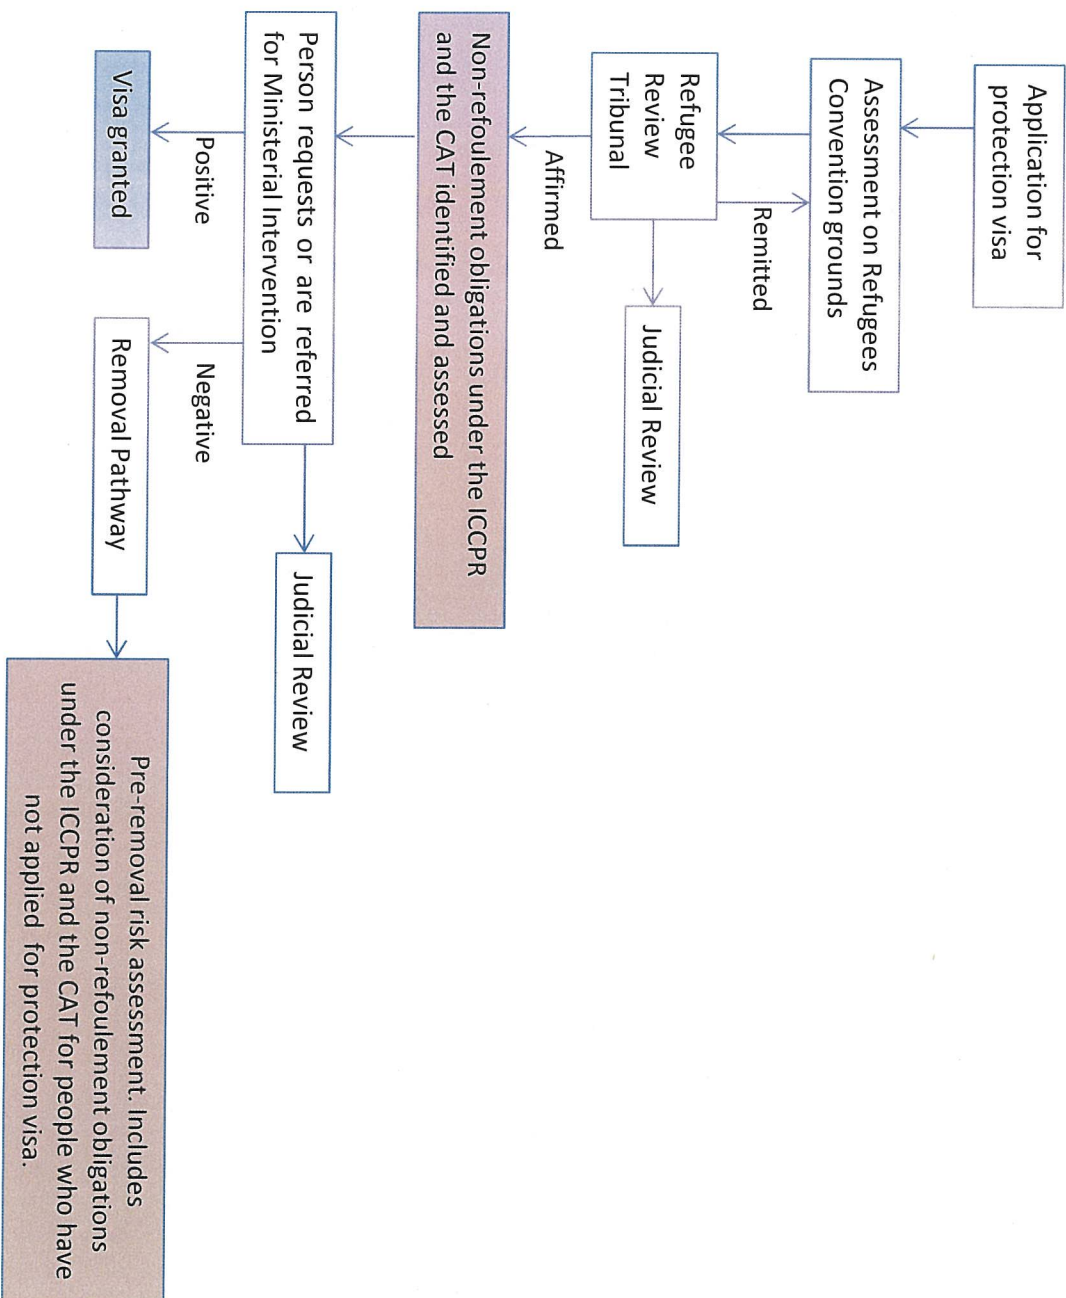 Application for
protection visa
Assessment on Refugees
Convention grounds
Remitted
Refugee
Review
Tribunal
Judicial Review
Affirmed
Non-refoulement obligations under the ICCPR
and the CAT identified and assessed
Person requests or are referred
for Ministerial Intervention
Judicial Review
Positive
Negative
Visa granted
Removal Pathway
Pre-removal risk assessment. Includes
consideration of non-refoulement obligations
under the ICCPR and the CAT for people who have
not applied for protection visa.